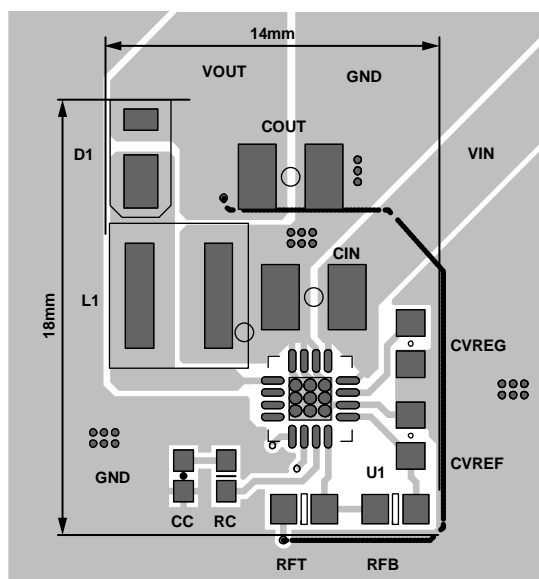 14mm
VOUT
GND
COUT
D1
VIN
CIN
L1
18mm
CVREG
CVREF
U1
GND
CC
RC
RFT
RFB